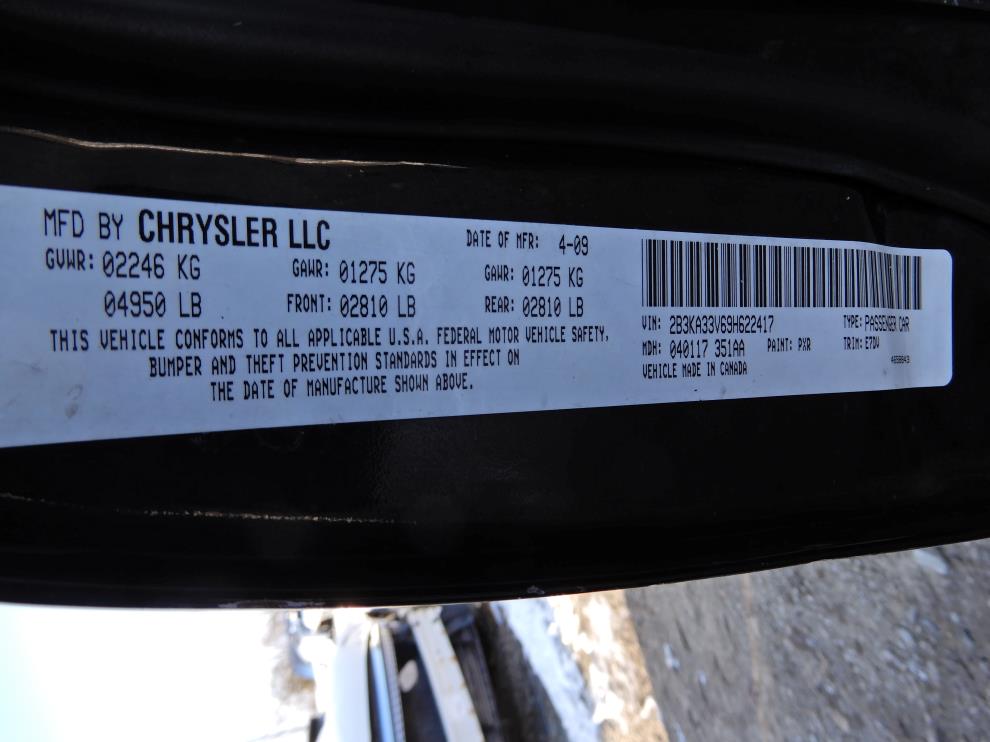 MFD BY CHRYSLER LLC DATE OF MFR: 4-09
GVWR: 02246 KG GAWR: 01275 KG GAWR: 01275 KG
04950 LB FRONT: 02810 LB REAR: 02810 LB
THIS VEHICLE CONFORMS TO ALL APPLICABLE U.S.A. FEDERAL MOTOR VEHICLE SAFETY,
BUMPER AND THEFT PREVENTION STANDARDS IN EFFECT ON
THE DATE OF MANUFACTURE SHOWN ABOVE.
VIN: 2B3KA33V69H622417 TYPE: PASSENGER CAR
MDH: 040117 351AA PAINT: PXR TRIM: E7DV
VEHICLE MADE IN CANADA